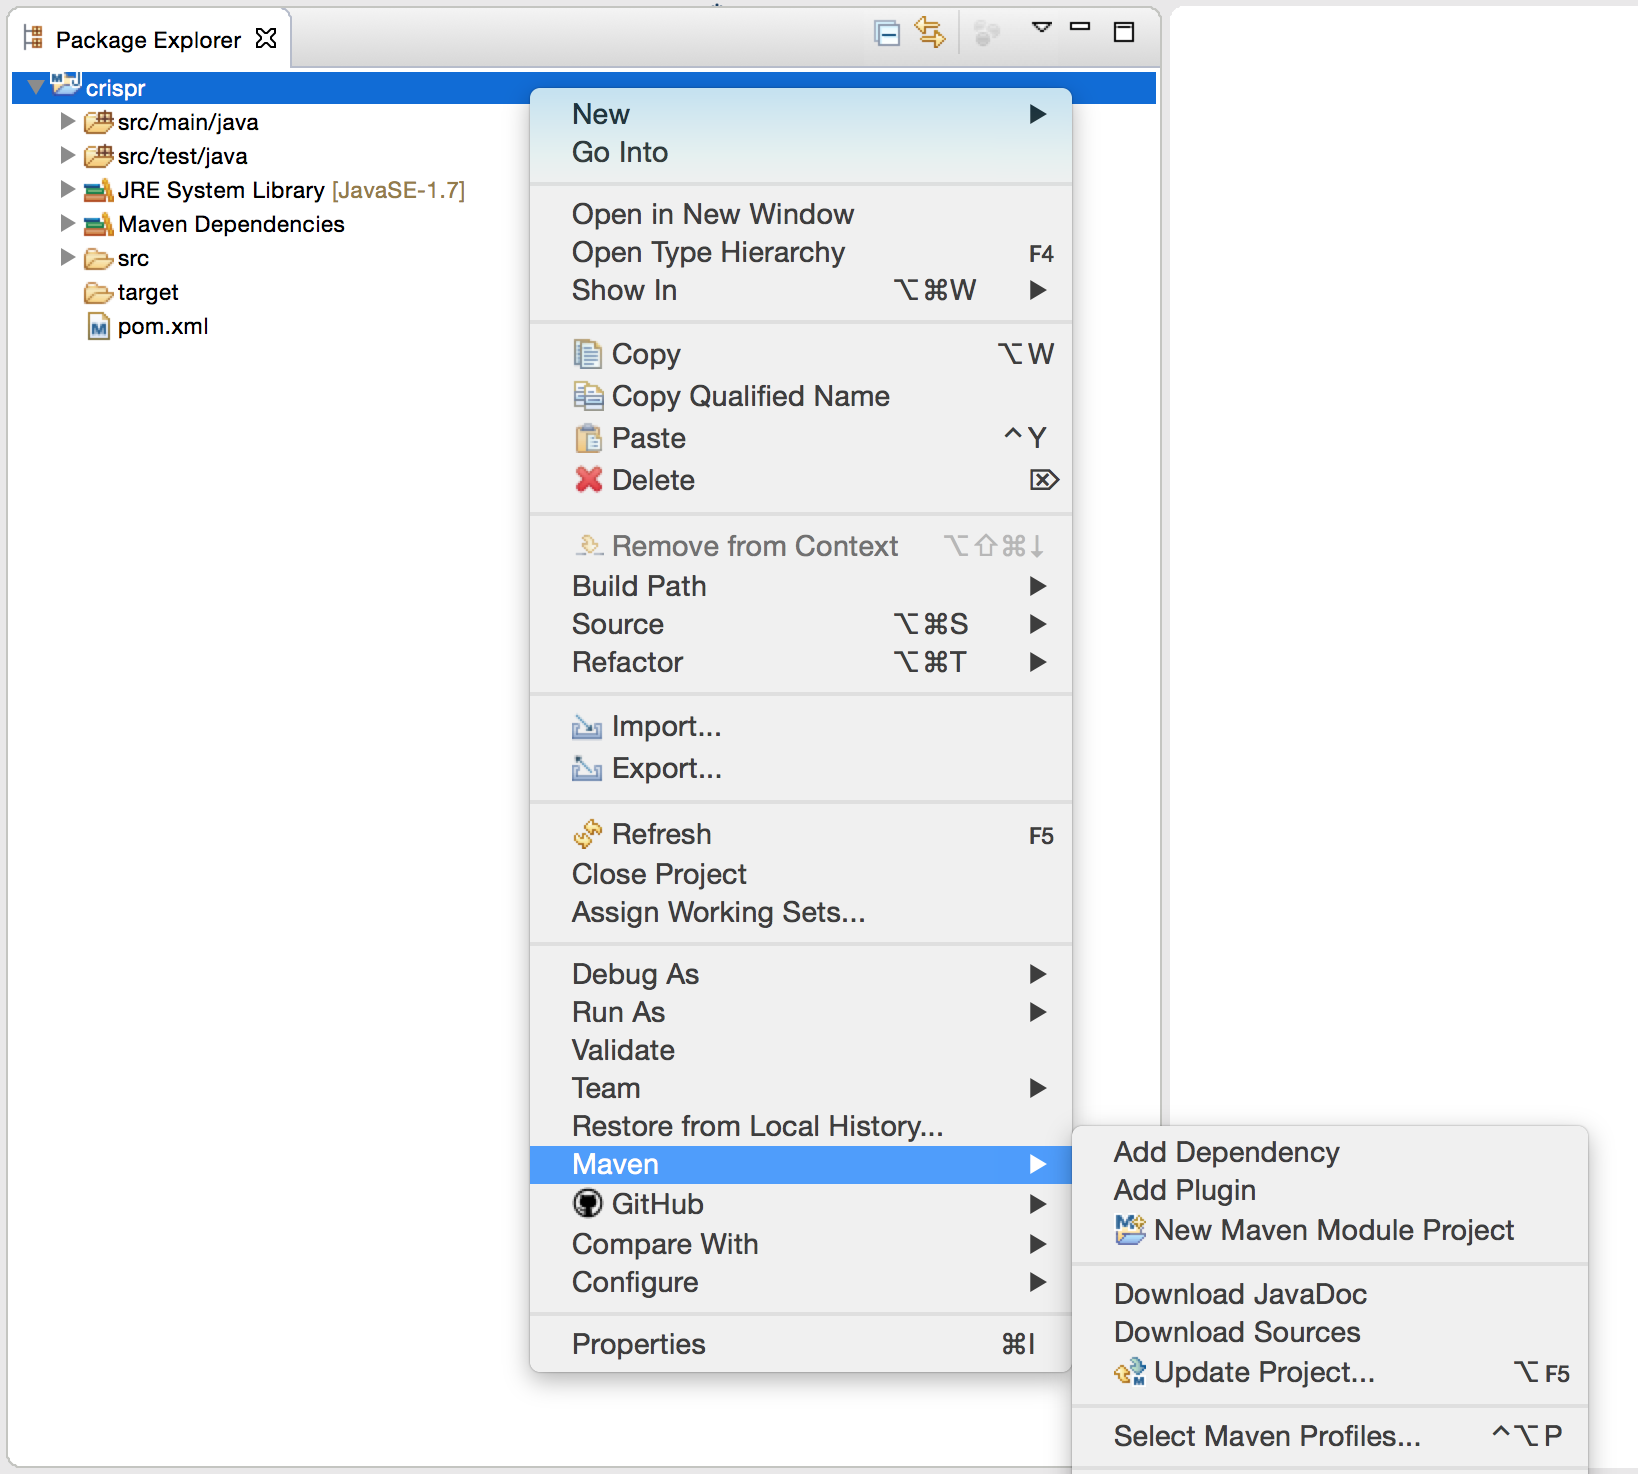 Package Explorer
crispr
src/main/java
src/test/java
JRE System Library [JavaSE-1.7]
Maven Dependencies
src
target
pom.xml
New
Go Into
Open in New Window
Open Type Hierarchy F4
Show In ⌥⌘W
Copy ⌥W
Copy Qualified Name
Paste ^Y
Delete ⌦
Remove from Context ⌥⇧⌘↓
Build Path
Source ⌥⌘S
Refactor ⌥⌘T
Import...
Export...
Refresh F5
Close Project
Assign Working Sets...
Debug As
Run As
Validate
Team
Restore from Local History...
Maven
GitHub
Compare With
Configure
Properties ⌘I
Add Dependency
Add Plugin
New Maven Module Project
Download JavaDoc
Download Sources
Update Project... ⌥F5
Select Maven Profiles... ^⌥P